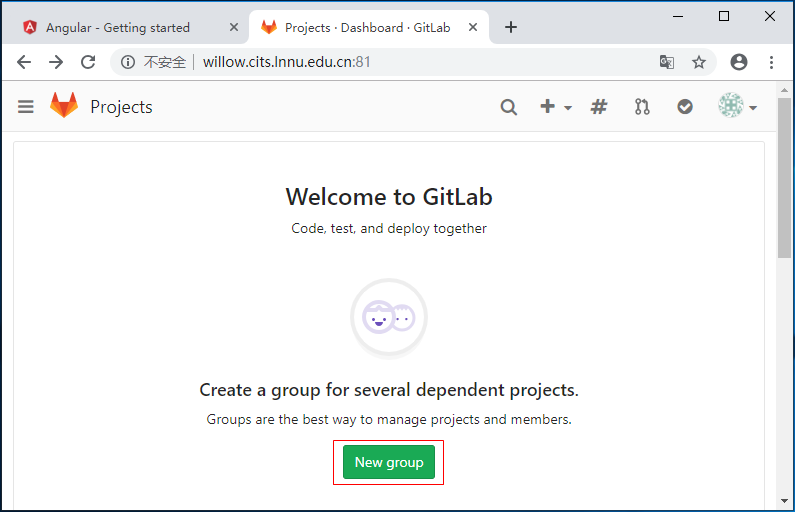 Angular - Getting started
Projects · Dashboard · GitLab
不安全 willow.cits.lnnu.edu.cn:81
Projects
Welcome to GitLab
Code, test, and deploy together
Create a group for several dependent projects.
Groups are the best way to manage projects and members.
New group